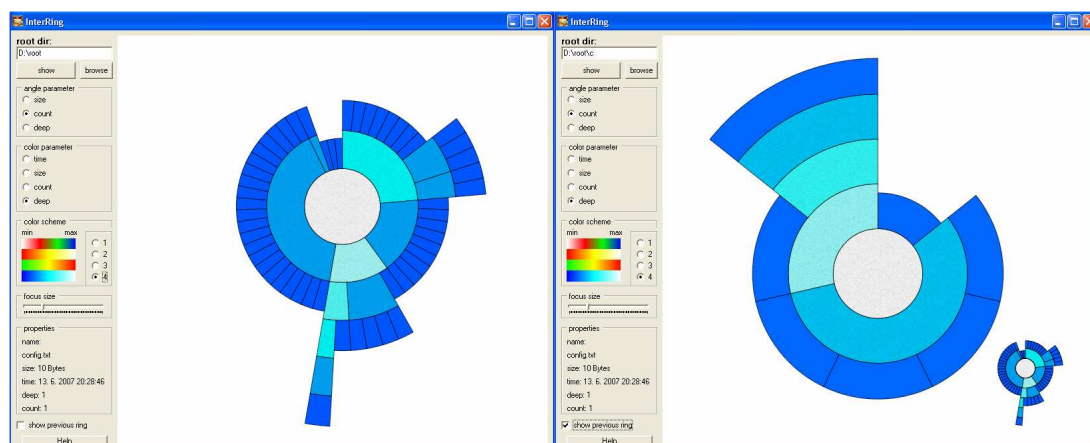 InterRing
root dir:
D:\root
show browse
angle parameter
size
count
deep
color parameter
time
size
count
deep
color scheme
min max
1
2
3
4
focus size
properties
name:
config.txt
size: 10 Bytes
time: 13. 6. 2007 20:28:46
deep: 1
count: 1
show previous ring
Help
InterRing
root dir:
D:\root\c
show browse
angle parameter
size
count
deep
color parameter
time
size
count
deep
color scheme
min max
1
2
3
4
focus size
properties
name:
config.txt
size: 10 Bytes
time: 13. 6. 2007 20:28:46
deep: 1
count: 1
show previous ring
Help